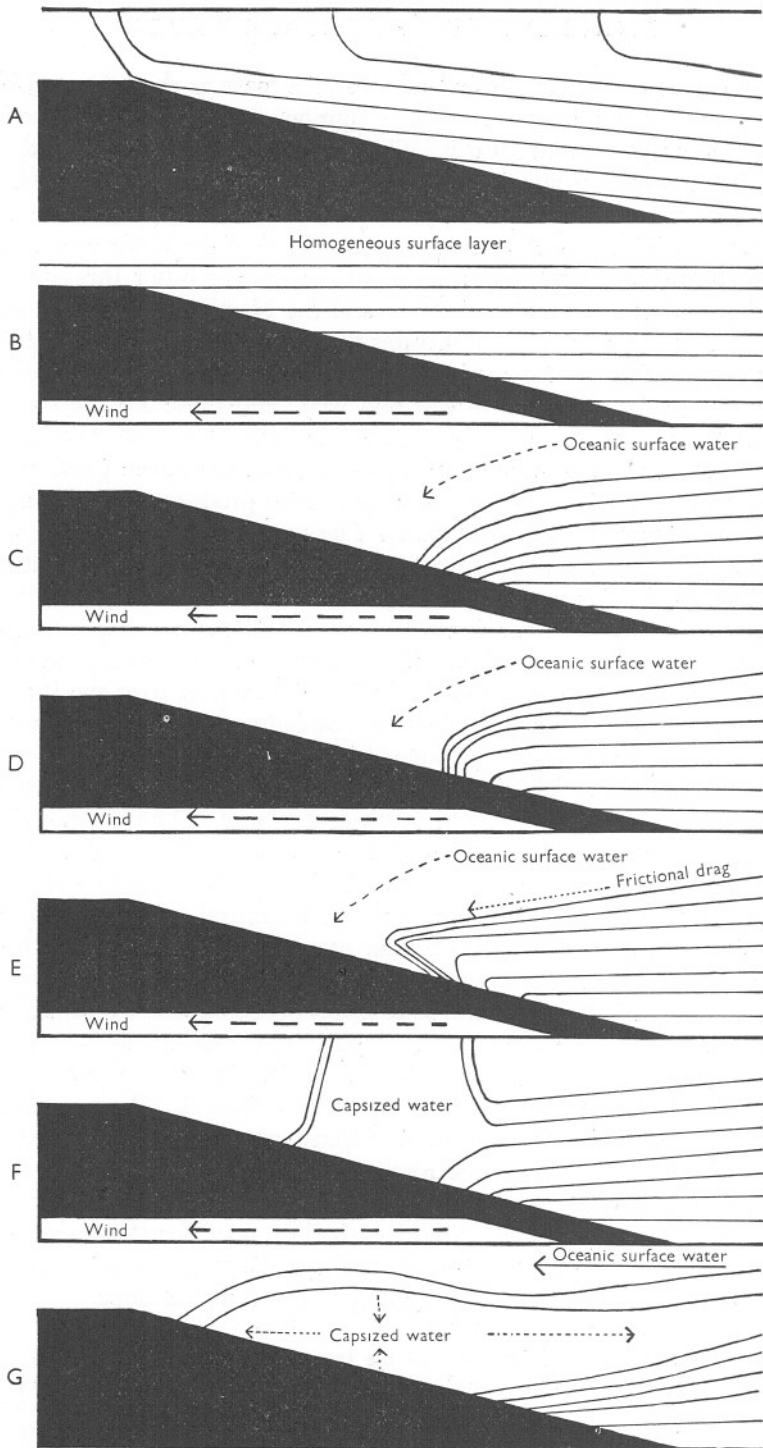 A
Homogeneous surface layer
B
Wind
Oceanic surface water
C
Wind
Oceanic surface water
D
Wind
Oceanic surface water
Frictional drag
E
Wind
Capsized water
F
Wind
Oceanic surface water
Capsized water
G